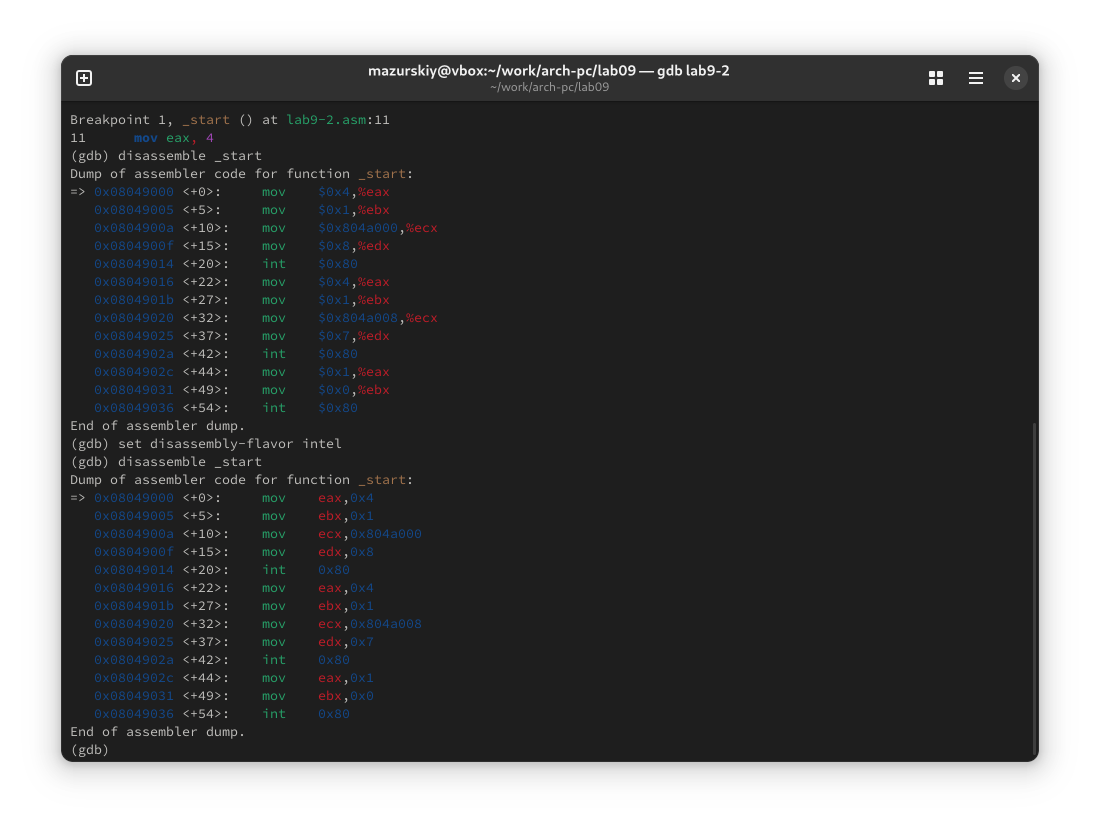 mazurskiy@vbox:~/work/arch-pc/lab09 — gdb lab9-2
~/work/arch-pc/lab09
Breakpoint 1, _start () at lab9-2.asm:11
11      mov eax, 4
(gdb) disassemble _start
Dump of assembler code for function _start:
=> 0x08049000 <+0>:     mov    $0x4,%eax
   0x08049005 <+5>:     mov    $0x1,%ebx
   0x0804900a <+10>:    mov    $0x804a000,%ecx
   0x0804900f <+15>:    mov    $0x8,%edx
   0x08049014 <+20>:    int    $0x80
   0x08049016 <+22>:    mov    $0x4,%eax
   0x0804901b <+27>:    mov    $0x1,%ebx
   0x08049020 <+32>:    mov    $0x804a008,%ecx
   0x08049025 <+37>:    mov    $0x7,%edx
   0x0804902a <+42>:    int    $0x80
   0x0804902c <+44>:    mov    $0x1,%eax
   0x08049031 <+49>:    mov    $0x0,%ebx
   0x08049036 <+54>:    int    $0x80
End of assembler dump.
(gdb) set disassembly-flavor intel
(gdb) disassemble _start
Dump of assembler code for function _start:
=> 0x08049000 <+0>:     mov    eax,0x4
   0x08049005 <+5>:     mov    ebx,0x1
   0x0804900a <+10>:    mov    ecx,0x804a000
   0x0804900f <+15>:    mov    edx,0x8
   0x08049014 <+20>:    int    0x80
   0x08049016 <+22>:    mov    eax,0x4
   0x0804901b <+27>:    mov    ebx,0x1
   0x08049020 <+32>:    mov    ecx,0x804a008
   0x08049025 <+37>:    mov    edx,0x7
   0x0804902a <+42>:    int    0x80
   0x0804902c <+44>:    mov    eax,0x1
   0x08049031 <+49>:    mov    ebx,0x0
   0x08049036 <+54>:    int    0x80
End of assembler dump.
(gdb)